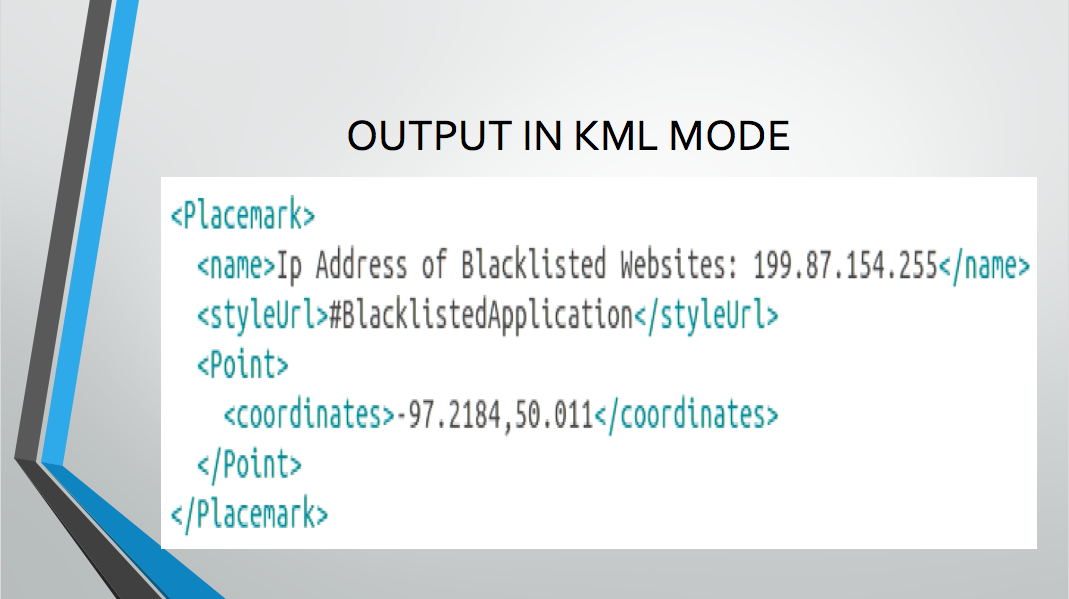 OUTPUT IN KML MODE
<Placemark>
<name>Ip Address of Blacklisted Websites: 199.87.154.255</name>
<styleUrl>#BlacklistedApplication</styleUrl>
<Point>
<coordinates>-97.2184,50.011</coordinates>
</Point>
</Placemark>